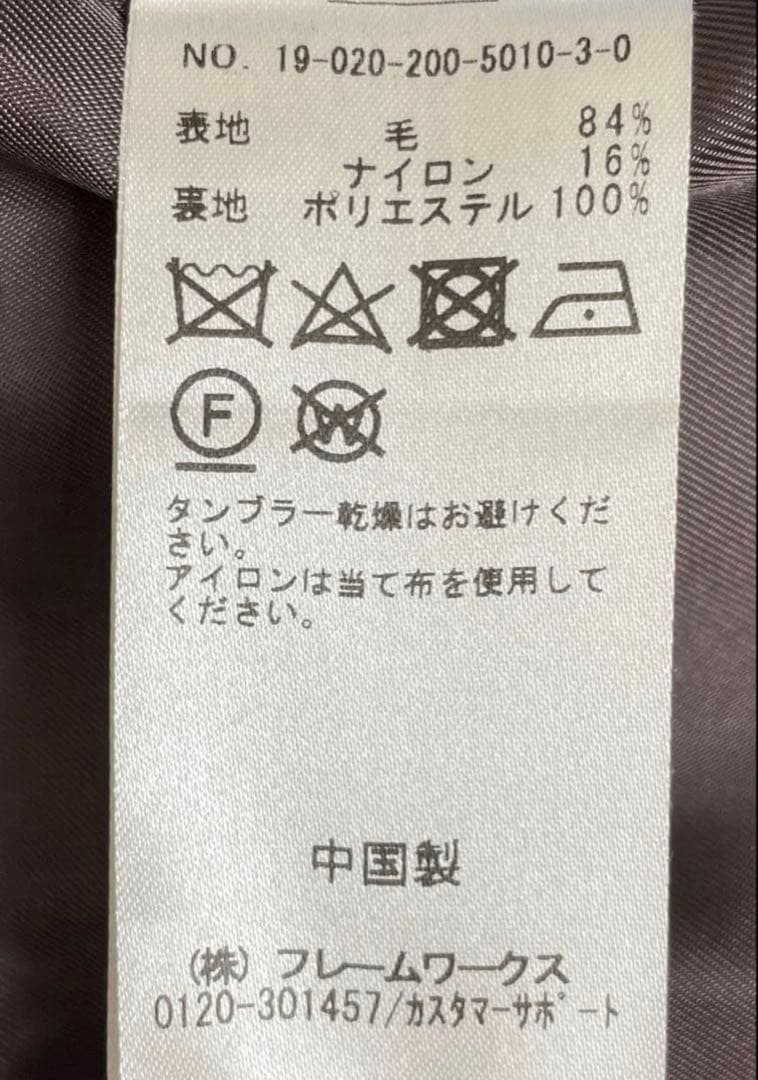 NO. 19-020-200-5010-3-0
表地 毛 84%
ナイロン 16%
裏地 ポリエステル 100%
F W
タンブラー乾燥はお避けくだ
さい。
アイロンは当て布を使用して
ください。
中国製
(株) フレームワークス
0120-301457/カスタマーサポート